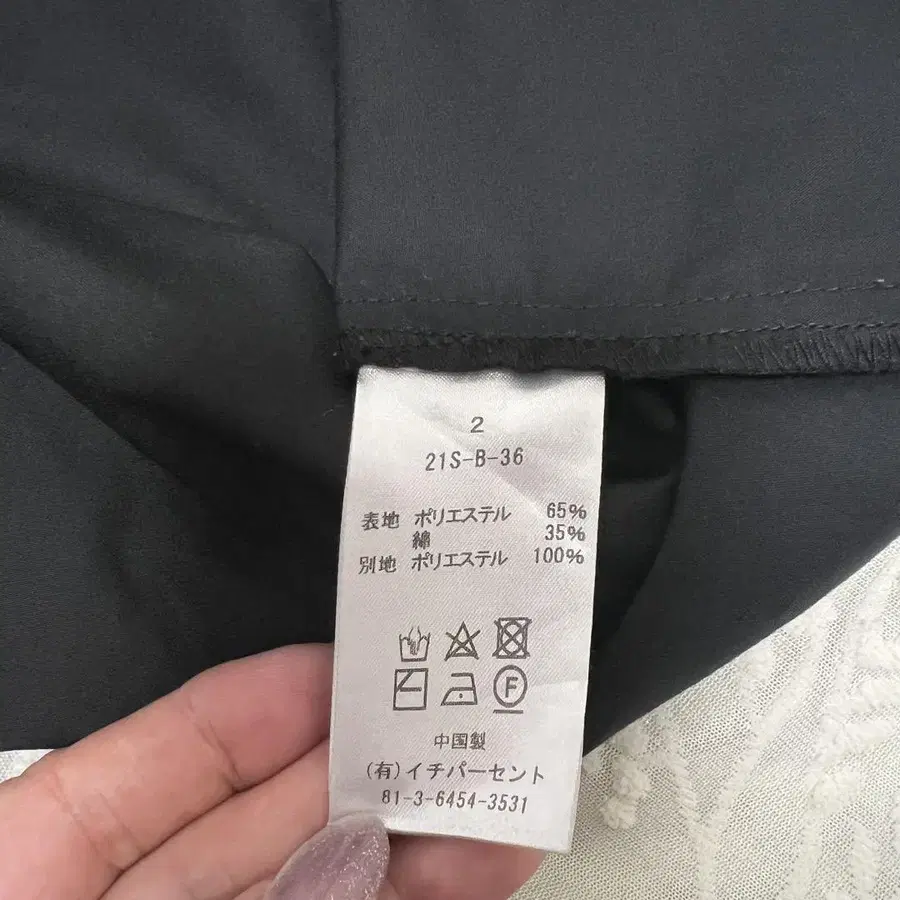 2
21S-B-36
表地 ポリエステル 65%
綿 35%
別地 ポリエステル 100%
F
中国製
(有)イチパーセント
81-3-6454-3531